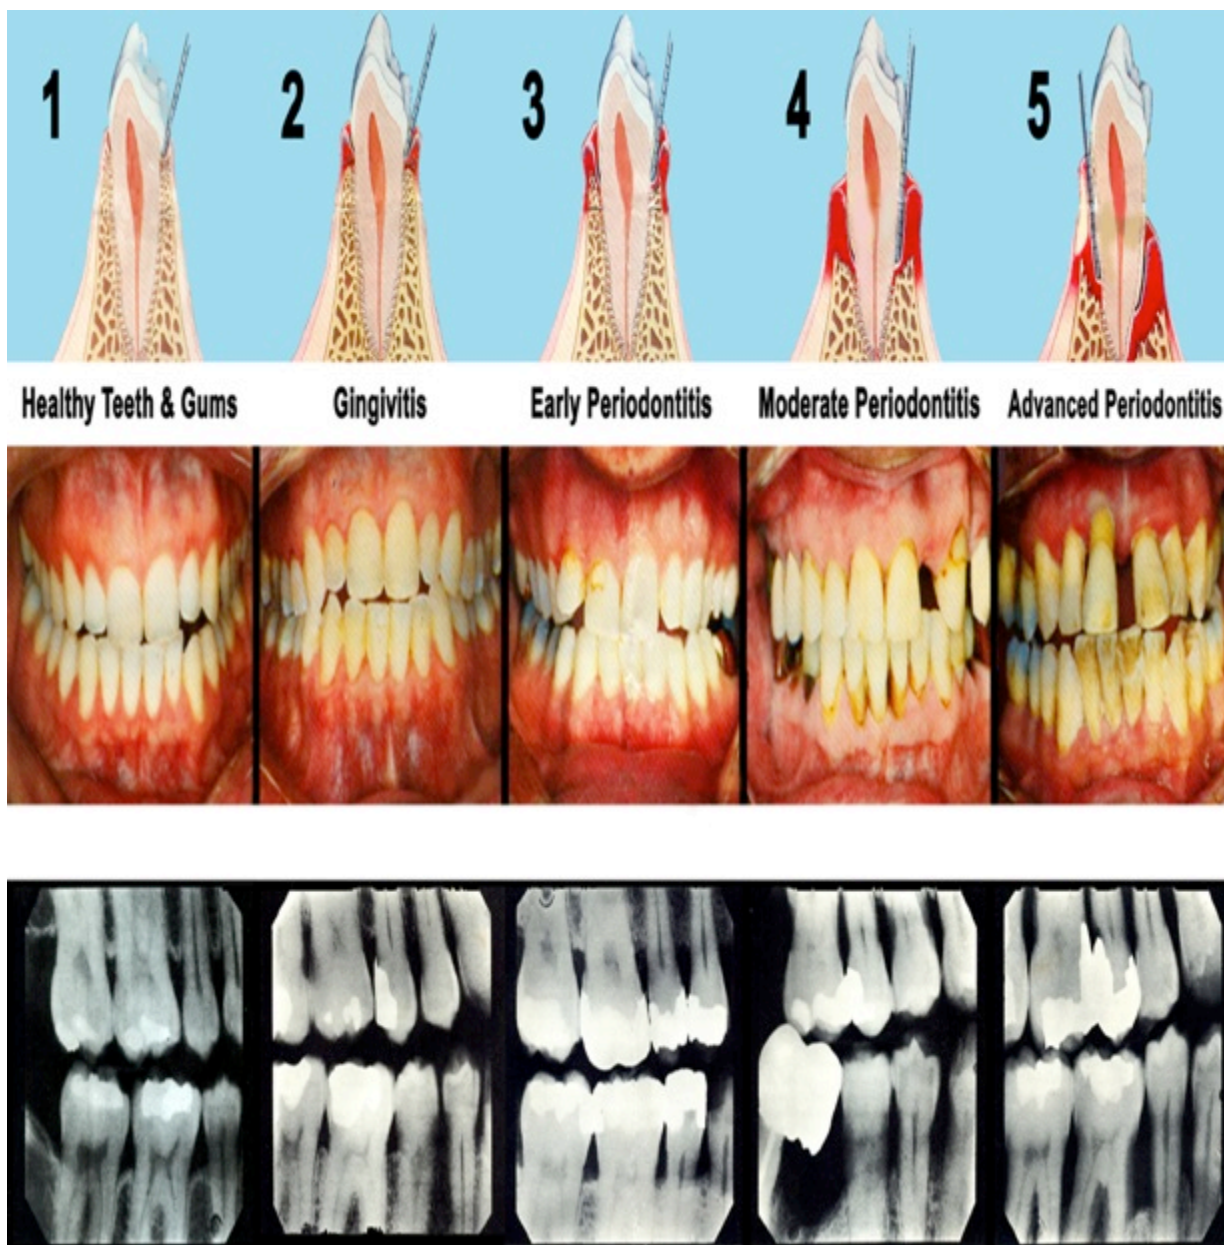 1
2
3
4
5
Healthy Teeth & Gums
Gingivitis
Early Periodontitis
Moderate Periodontitis
Advanced Periodontitis